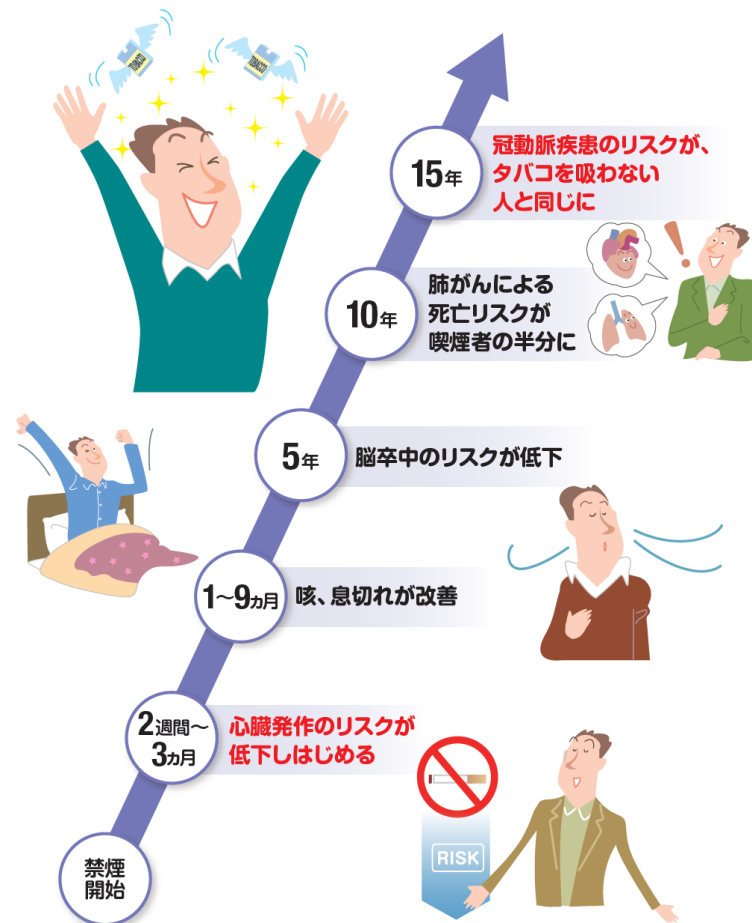 TOBACCO
TOBACCO
15年
冠動脈疾患のリスクが、
タバコを吸わない
人と同じに
10年
肺がんによる
死亡リスクが
喫煙者の半分に
5年
脳卒中のリスクが低下
1〜9ヵ月
咳、息切れが改善
2週間〜
3ヵ月
心臓発作のリスクが
低下しはじめる
RISK
禁煙
開始